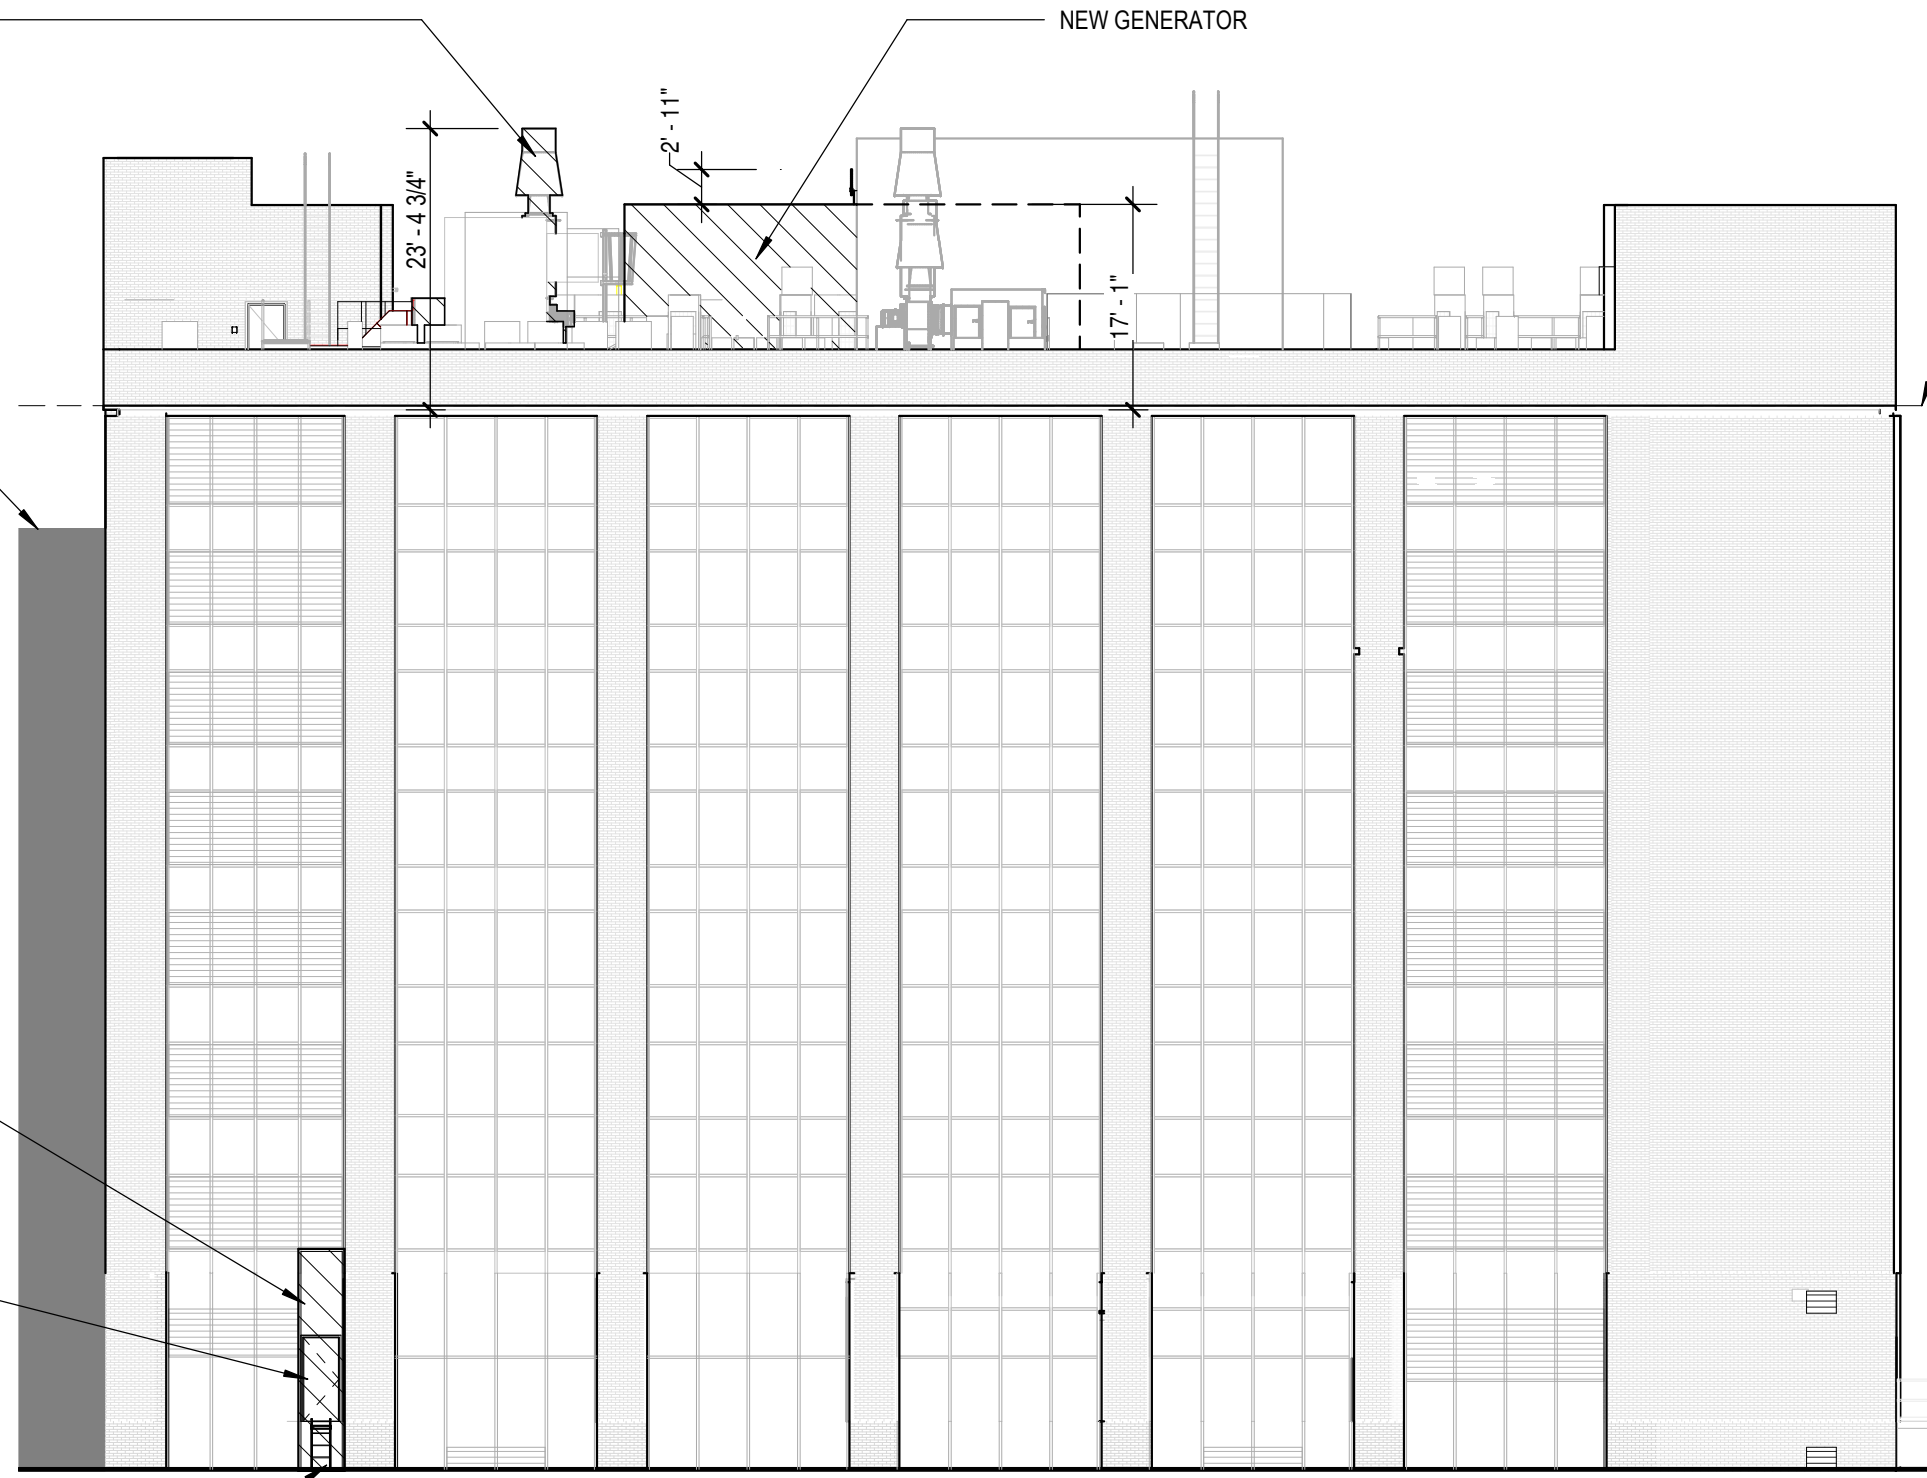 NEW GENERATOR
2' - 11"
23' - 4 3/4"
17' - 1"